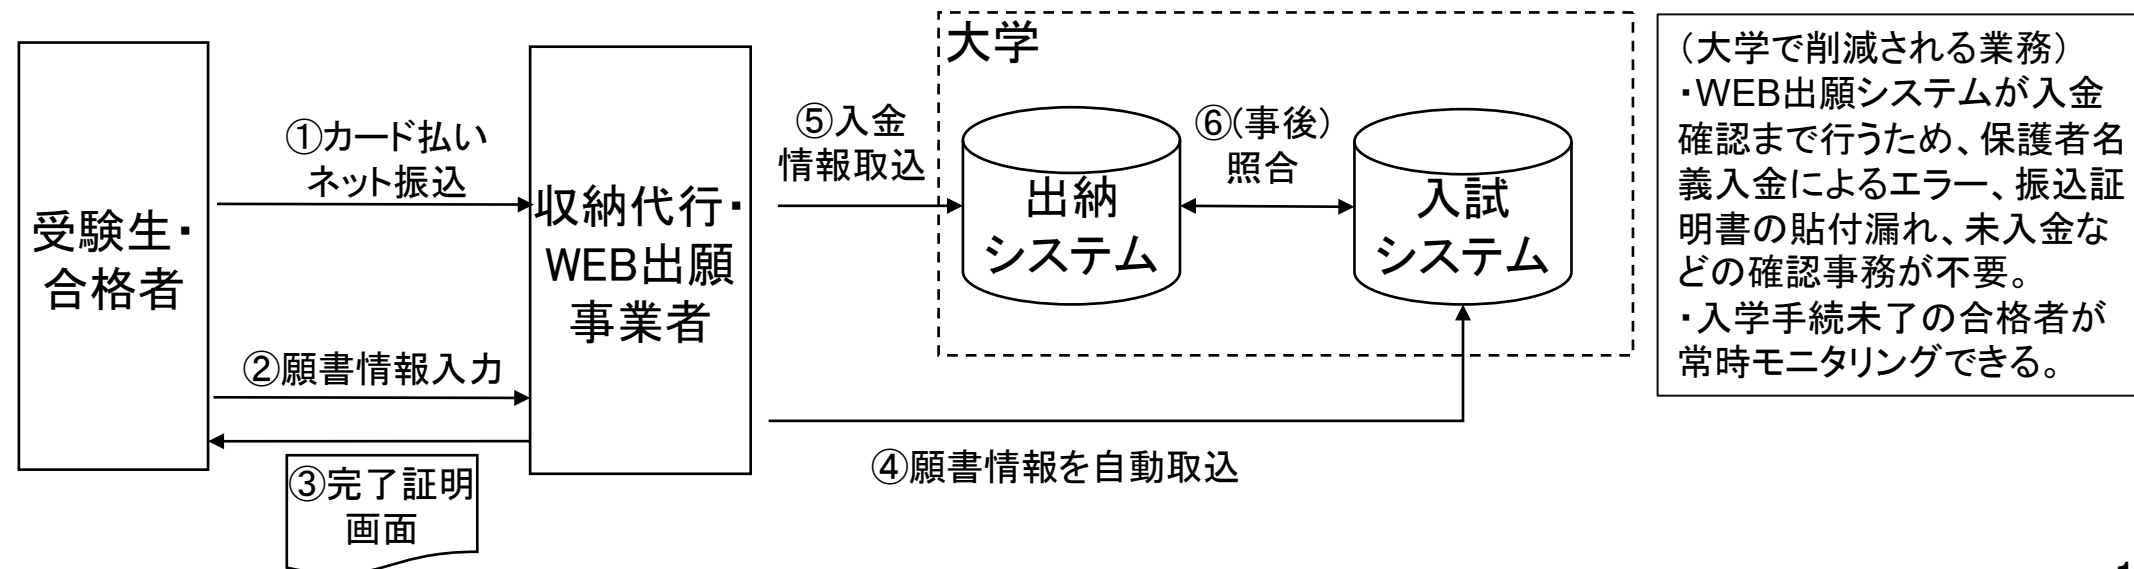 受験生・
合格者
①カード払い
ネット振込
②願書情報入力
③完了証明
画面
収納代行・
WEB出願
事業者
④願書情報を自動取込
⑤入金
情報取込
大学
出納
システム
⑥(事後)
照合
入試
システム
（大学で削減される業務）
・WEB出願システムが入金
確認まで行うため、保護者名
義入金によるエラー、振込証
明書の貼付漏れ、未入金な
どの確認事務が不要。
・入学手続未了の合格者が
常時モニタリングできる。